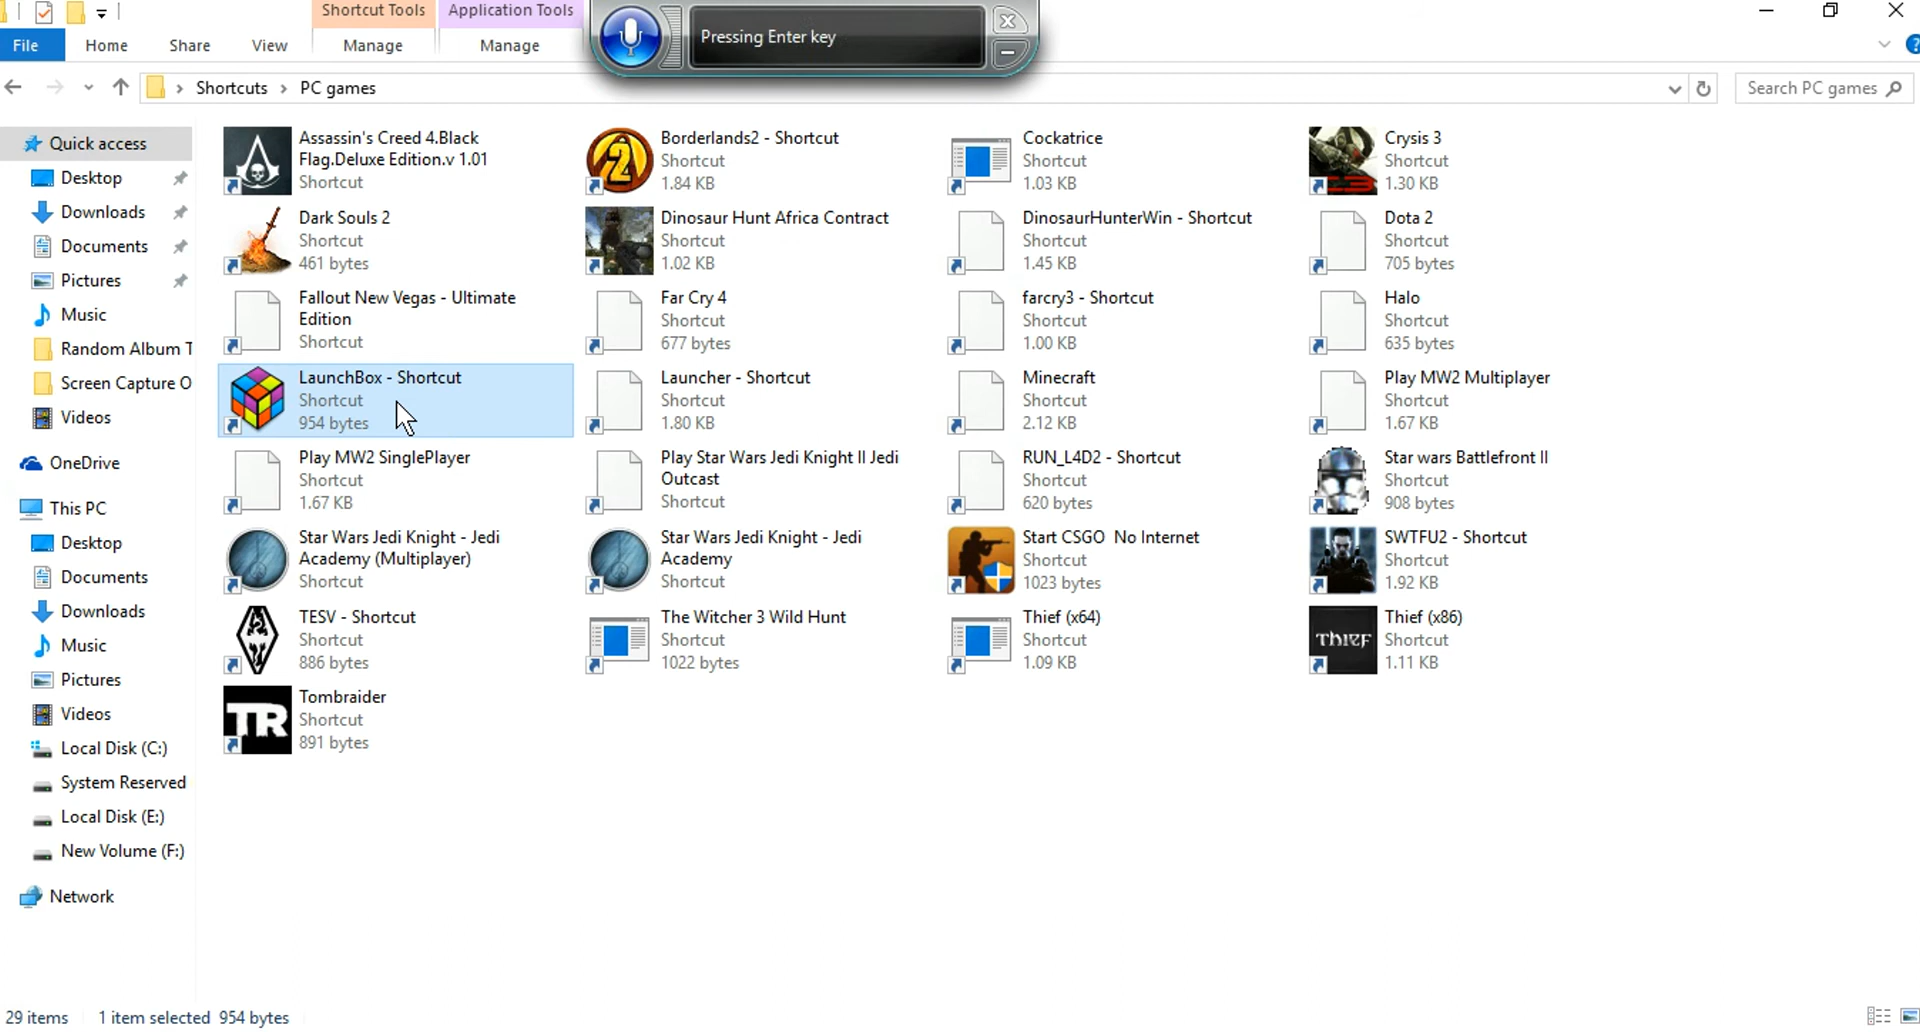 Shortcut Tools
Application Tools
Pressing Enter key
File
Home
Share
View
Manage
Manage
Shortcuts
PC games
Search PC games
Quick access
Desktop
Downloads
Documents
Pictures
Music
Random Album T
Screen Capture O
Videos
OneDrive
This PC
Desktop
Documents
Downloads
Music
Pictures
Videos
Local Disk (C:)
System Reserved
Local Disk (E:)
New Volume (F:)
Network
Assassin's Creed 4.Black
Flag.Deluxe Edition.v 1.01
Shortcut
Borderlands2 - Shortcut
Shortcut
1.84 KB
Cockatrice
Shortcut
1.03 KB
Crysis 3
Shortcut
1.30 KB
Dark Souls 2
Shortcut
461 bytes
Dinosaur Hunt Africa Contract
Shortcut
1.02 KB
DinosaurHunterWin - Shortcut
Shortcut
1.45 KB
Dota 2
Shortcut
705 bytes
Fallout New Vegas - Ultimate
Edition
Shortcut
Far Cry 4
Shortcut
677 bytes
farcry3 - Shortcut
Shortcut
1.00 KB
Halo
Shortcut
635 bytes
LaunchBox - Shortcut
Shortcut
954 bytes
Launcher - Shortcut
Shortcut
1.80 KB
Minecraft
Shortcut
2.12 KB
Play MW2 Multiplayer
Shortcut
1.67 KB
Play MW2 SinglePlayer
Shortcut
1.67 KB
Play Star Wars Jedi Knight II Jedi
Outcast
Shortcut
RUN_L4D2 - Shortcut
Shortcut
620 bytes
Star wars Battlefront II
Shortcut
908 bytes
Star Wars Jedi Knight - Jedi
Academy (Multiplayer)
Shortcut
Star Wars Jedi Knight - Jedi
Academy
Shortcut
Start CSGO No Internet
Shortcut
1023 bytes
SWTFU2 - Shortcut
Shortcut
1.92 KB
TESV - Shortcut
Shortcut
886 bytes
The Witcher 3 Wild Hunt
Shortcut
1022 bytes
Thief (x64)
Shortcut
1.09 KB
THIEF
Thief (x86)
Shortcut
1.11 KB
TR
Tombraider
Shortcut
891 bytes
29 items
1 item selected 954 bytes